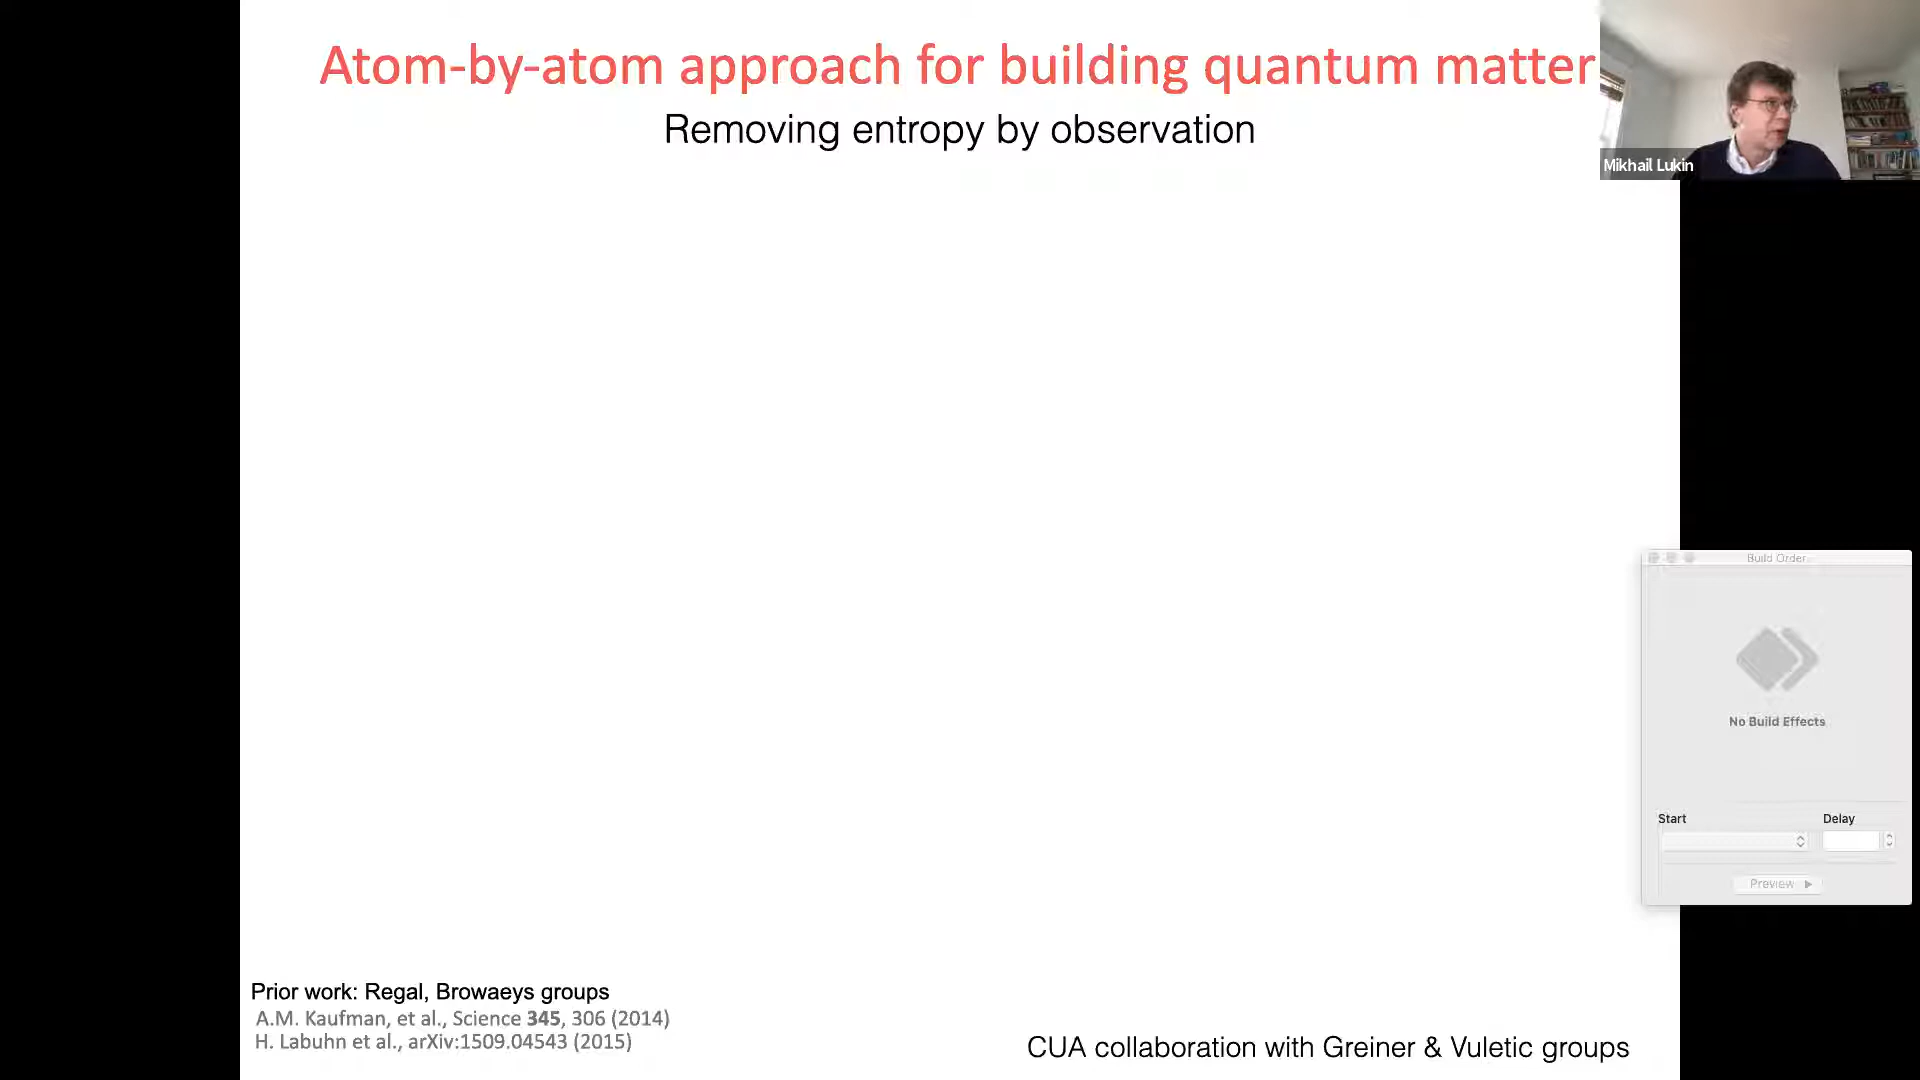 Atom-by-atom approach for building quantum matter
Removing entropy by observation
Mikhail Lukin
Build Order
No Build Effects
Start
Delay
Preview
Prior work: Regal, Browaeys groups
A.M. Kaufman, et al., Science 345, 306 (2014)
H. Labuhn et al., arXiv:1509.04543 (2015)
CUA collaboration with Greiner & Vuletic groups